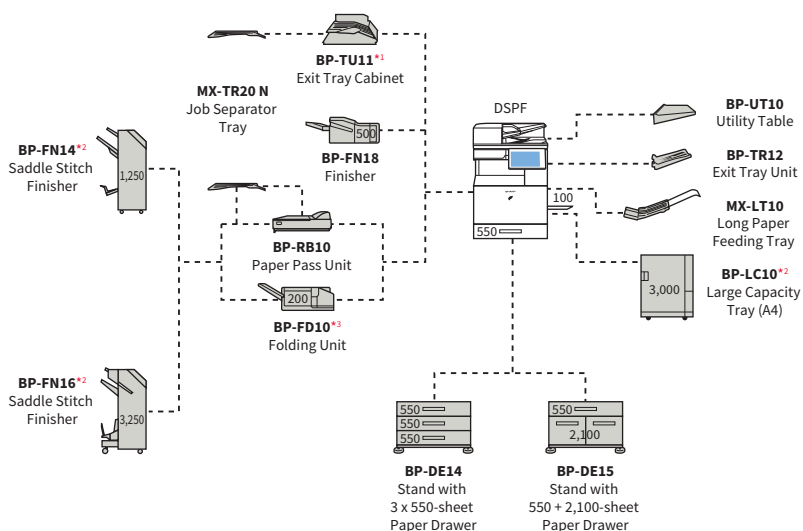 BP-TU11*1
Exit Tray Cabinet
MX-TR20 N
Job Separator
Tray
DSPF
BP-UT10
Utility Table
BP-FN14*2
Saddle Stitch
Finisher
1,250
500
BP-FN18
Finisher
BP-TR12
Exit Tray Unit
100
MX-LT10
Long Paper
Feeding Tray
550
BP-RB10
Paper Pass Unit
3,000
BP-LC10*2
Large Capacity
Tray (A4)
200
BP-FD10*3
Folding Unit
BP-FN16*2
Saddle Stitch
Finisher
3,250
550
550
550
BP-DE14
Stand with
3 x 550-sheet
Paper Drawer
550
2,100
BP-DE15
Stand with
550 + 2,100-sheet
Paper Drawer